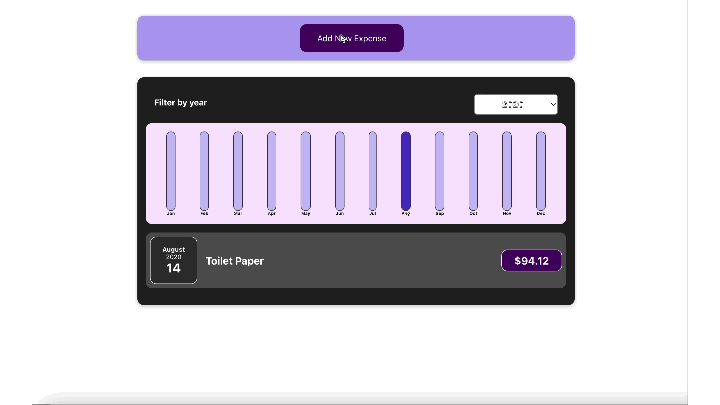 Add New Expense
Filter by year
Jan Feb Mar Apr May Jun Jul Aug Sep Oct Nov Dec
August
2020
14
Toilet Paper
$94.12